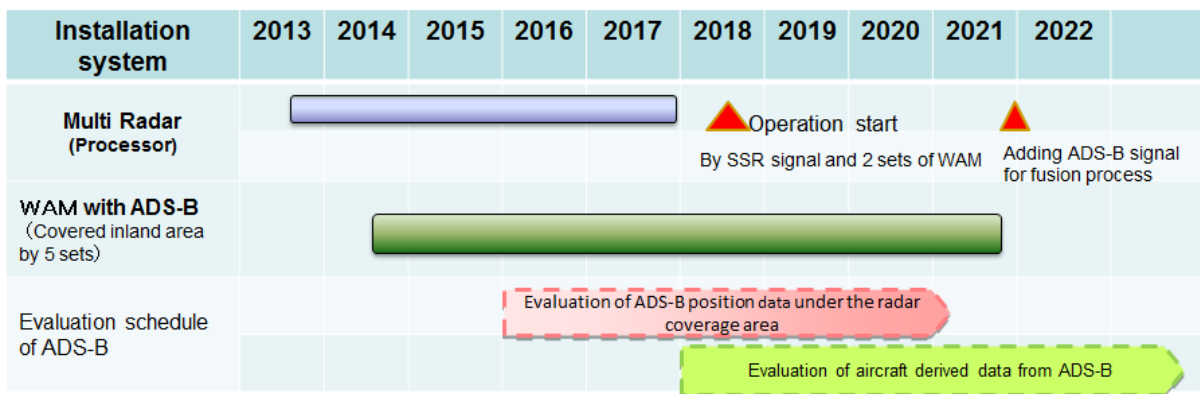 Installation system 2013 2014 2015 2016 2017 2018 2019 2020 2021 2022
Multi Radar
(Processor)
Operation start
By SSR signal and 2 sets of WAM
Adding ADS-B signal
for fusion process
WAM with ADS-B
（Covered inland area
by 5 sets）
Evaluation schedule
of ADS-B
Evaluation of ADS-B position data under the radar
coverage area
Evaluation of aircraft derived data from ADS-B